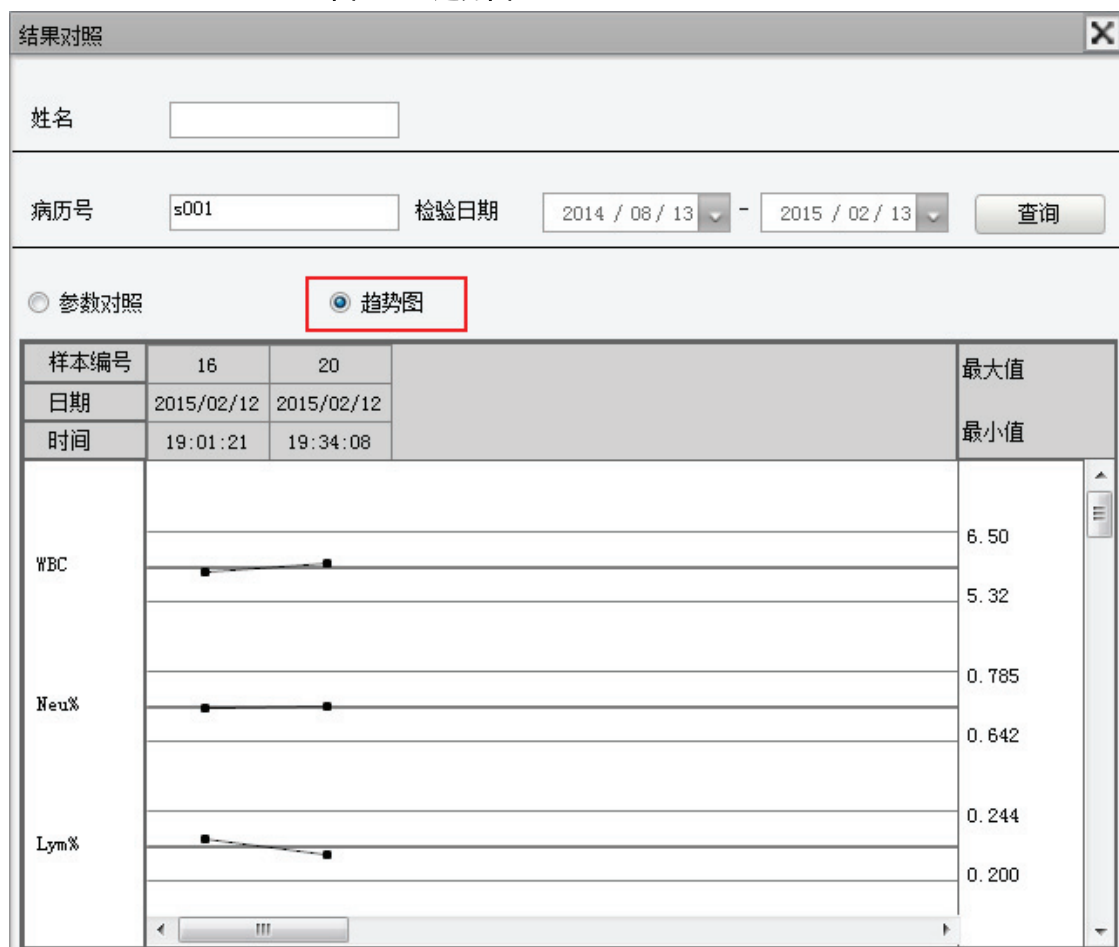 结果对照
姓名
病历号 s001 检验日期 2014 / 08 / 13 - 2015 / 02 / 13 查询
参数对照 趋势图
样本编号 16 20 最大值
日期 2015/02/12 2015/02/12
时间 19:01:21 19:34:08 最小值
6.50
WBC
5.32
0.785
Neu%
0.642
0.244
Lym%
0.200